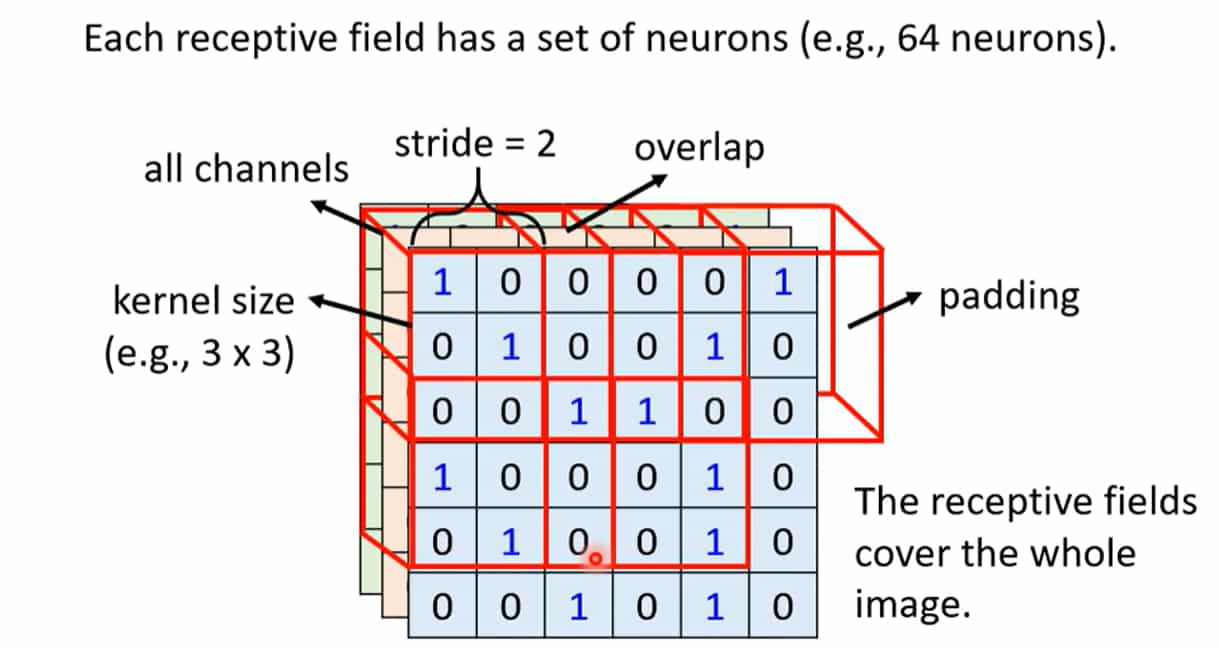 Each receptive field has a set of neurons (e.g., 64 neurons).
stride = 2
overlap
all channels
kernel size
(e.g., 3 x 3)
padding
1 0 0 0 0 1
0 1 0 0 1 0
0 0 1 1 0 0
1 0 0 0 1 0
0 1 0 0 1 0
0 0 1 0 1 0
The receptive fields
cover the whole
image.